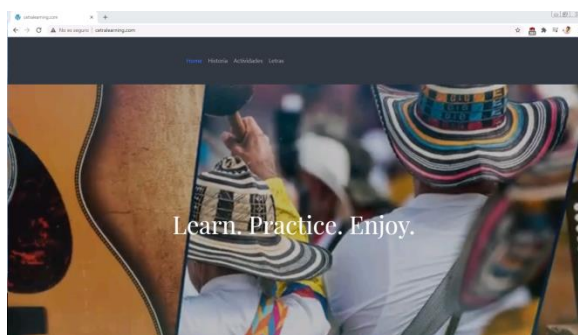 cetralearning.com
No es seguro | cetralearning.com
Home Historia Actividades Letras
Learn. Practice. Enjoy.